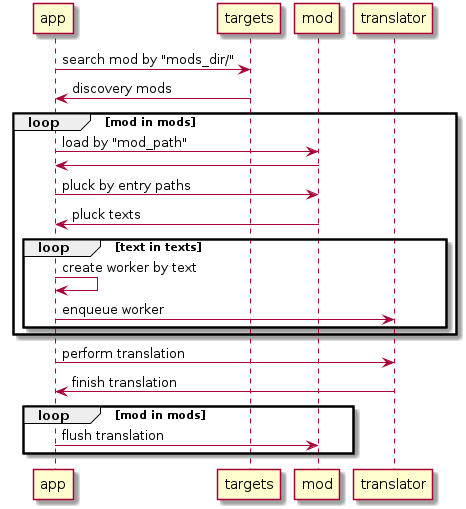 app targets mod translator
search mod by "mods_dir/"
discovery mods
loop [mod in mods]
load by "mod_path"
pluck by entry paths
pluck texts
loop [text in texts]
create worker by text
enqueue worker
perform translation
finish translation
loop [mod in mods]
flush translation
app targets mod translator